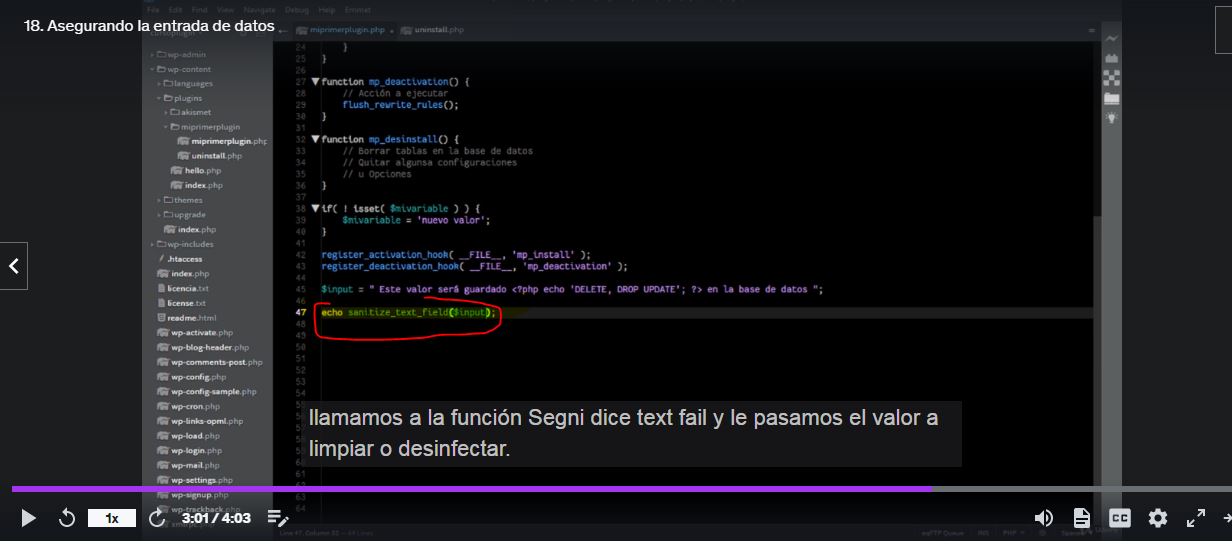 File Edit Find View Navigate Debug Help Emmet
18. Asegurando la entrada de datos
miprimerplugin.php
uninstall.php
wp-admin
wp-content
languages
plugins
akismet
miprimerplugin
miprimerplugin.php
uninstall.php
hello.php
index.php
themes
upgrade
index.php
wp-includes
.htaccess
index.php
licencia.txt
license.txt
readme.html
wp-activate.php
wp-blog-header.php
wp-comments-post.php
wp-config.php
wp-config-sample.php
wp-cron.php
wp-links-opml.php
wp-load.php
wp-login.php
wp-mail.php
wp-settings.php
wp-signup.php
wp-trackback.php
24 }
25 }
26
27 function mp_deactivation() {
28 // Acción a ejecutar
29 flush_rewrite_rules();
30 }
31
32 function mp_desinstall() {
33 // Borrar tablas en la base de datos
34 // Quitar algunsa configuraciones
35 // u Opciones
36 }
37
38 if( ! isset( $mivariable ) ) {
39 $mivariable = 'nuevo valor';
40 }
41
42 register_activation_hook( __FILE__, 'mp_install' );
43 register_deactivation_hook( __FILE__, 'mp_deactivation' );
44
45 $input = " Este valor será guardado <?php echo 'DELETE, DROP UPDATE'; ?> en la base de datos ";
46
47 echo sanitize_text_field($input);
48
49
50
51
52
53
54
llamamos a la función Segni dice text fail y le pasamos el valor a
limpiar o desinfectar.
61
63
64
1x
3:01 / 4:03
CC